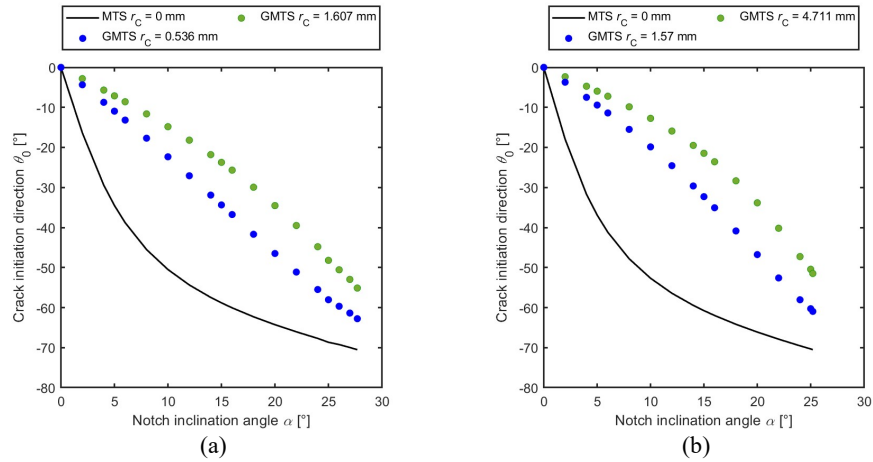 MTS r_C = 0 mm
GMTS r_C = 1.607 mm
GMTS r_C = 0.536 mm
0
-10
-20
-30
-40
-50
-60
-70
-80
Crack initiation direction θ_0 [°]
0 5 10 15 20 25 30
Notch inclination angle α [°]
(a)
MTS r_C = 0 mm
GMTS r_C = 4.711 mm
GMTS r_C = 1.57 mm
0
-10
-20
-30
-40
-50
-60
-70
-80
Crack initiation direction θ_0 [°]
0 5 10 15 20 25 30
Notch inclination angle α [°]
(b)